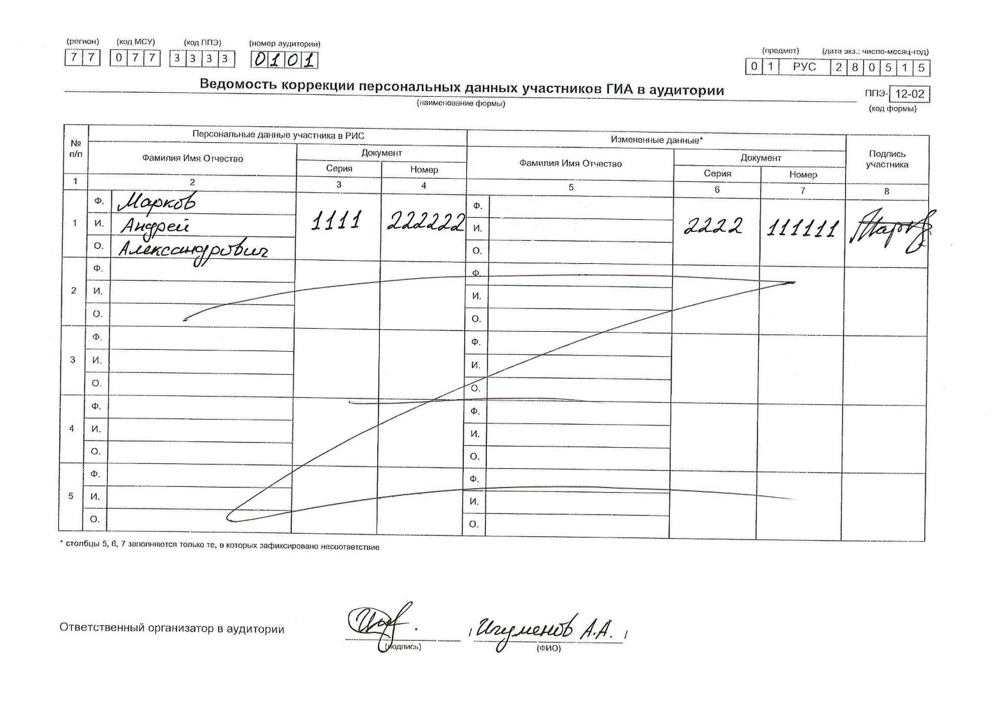 (регион) (код МСУ) (код ППЭ) (номер аудитории) (предмет) (дата экз.: число-месяц-год)
7 7 0 7 7 3 3 3 3 0 1 0 1 0 1 РУС 2 8 0 5 1 5
Ведомость коррекции персональных данных участников ГИА в аудитории ППЭ- 12-02
(наименование формы) (код формы)
№ п/п Персональные данные участника в РИС Измененные данные* Подпись участника
Фамилия Имя Отчество Документ Фамилия Имя Отчество Документ
Серия Номер Серия Номер
1 2 3 4 5 6 7 8
Ф. Марков Ф.
1 И. Андрей 1111 222222 И. 2222 111111
О. Александрович О.
Ф. Ф.
2 И. И.
О. О.
Ф. Ф.
3 И. И.
О. О.
Ф. Ф.
4 И. И.
О. О.
Ф. Ф.
5 И. И.
О. О.
* столбцы 5, 6, 7 заполняются только те, в которых зафиксировано несоответствие
Ответственный организатор в аудитории Игуменов А.А.
(подпись) (ФИО)